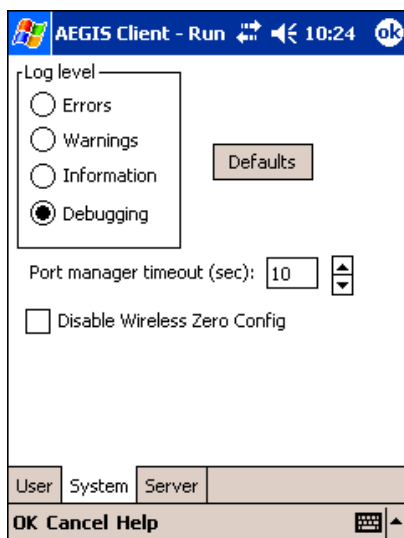 AEGIS Client - Run 10:24 ok
Log level
Errors
Warnings
Information
Debugging
Defaults
Port manager timeout (sec): 10
Disable Wireless Zero Config
User System Server
OK Cancel Help